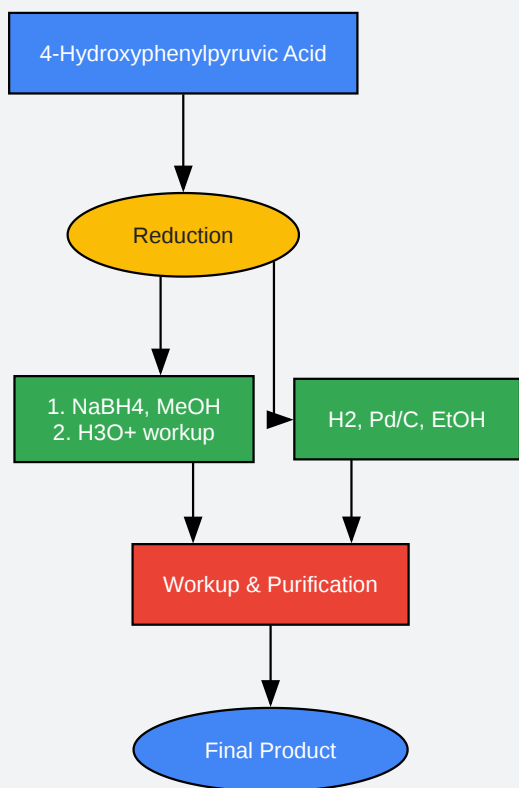 4-Hydroxyphenylpyruvic Acid
Reduction
1. NaBH4, MeOH
2. H3O+ workup
H2, Pd/C, EtOH
Workup & Purification
Final Product